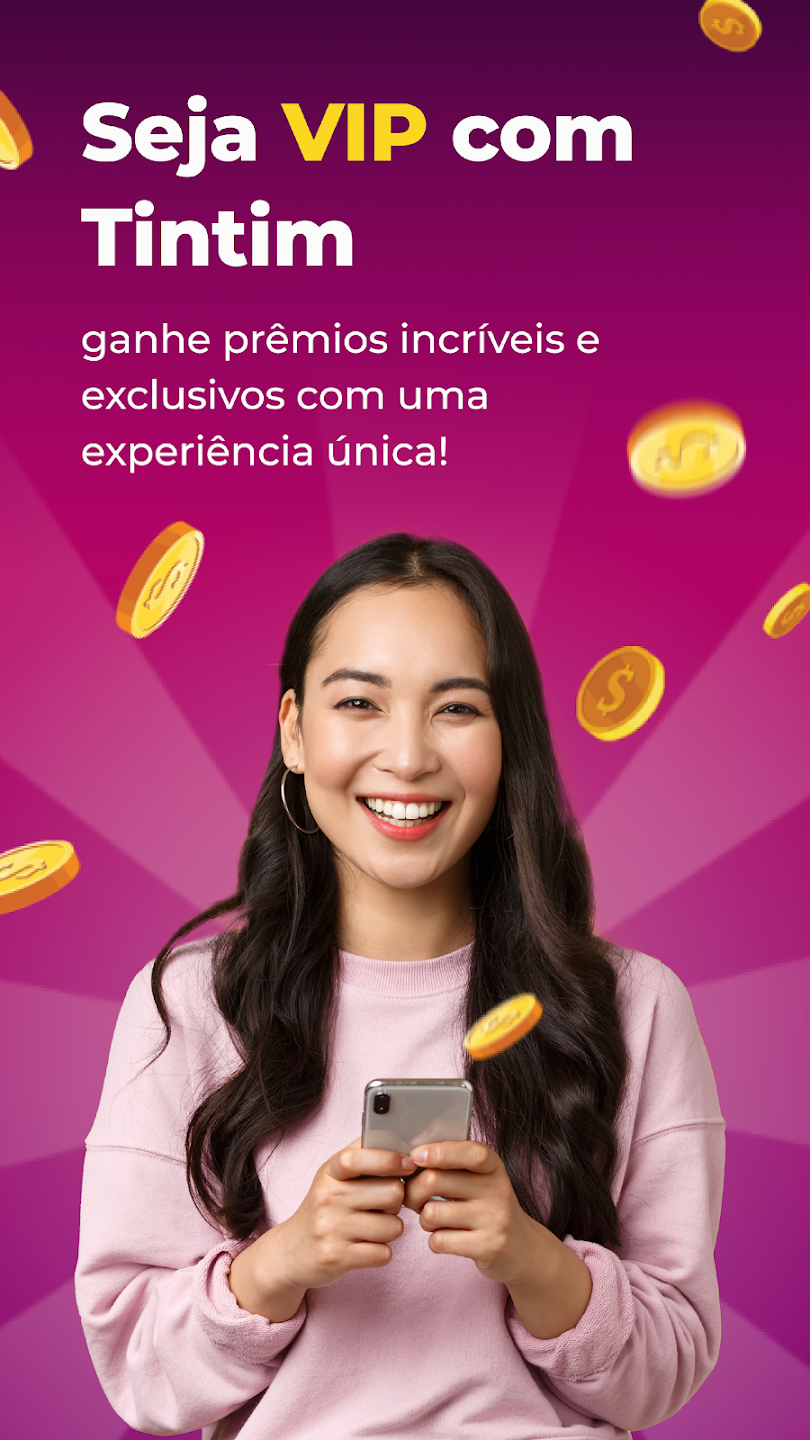 Seja VIP com
Tintim
ganhe prêmios incríveis e
exclusivos com uma
experiência única!